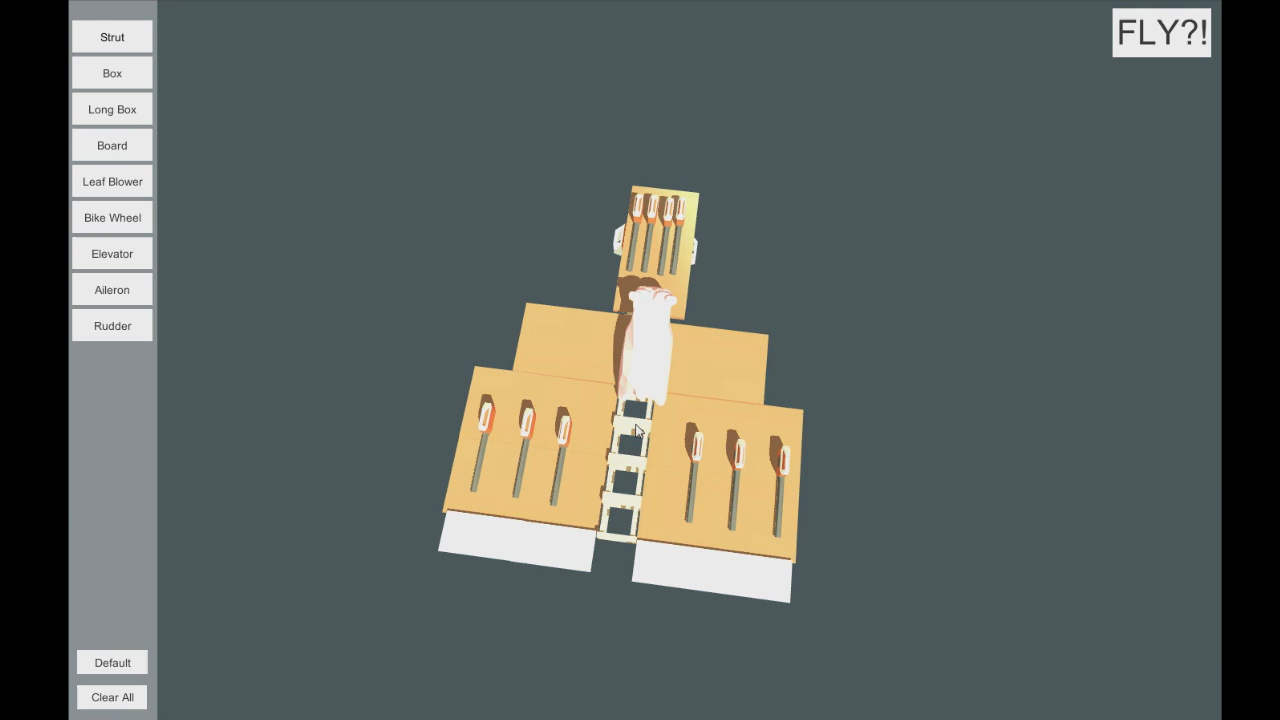 Strut
Box
Long Box
Board
Leaf Blower
Bike Wheel
Elevator
Aileron
Rudder
Default
Clear All
FLY?!